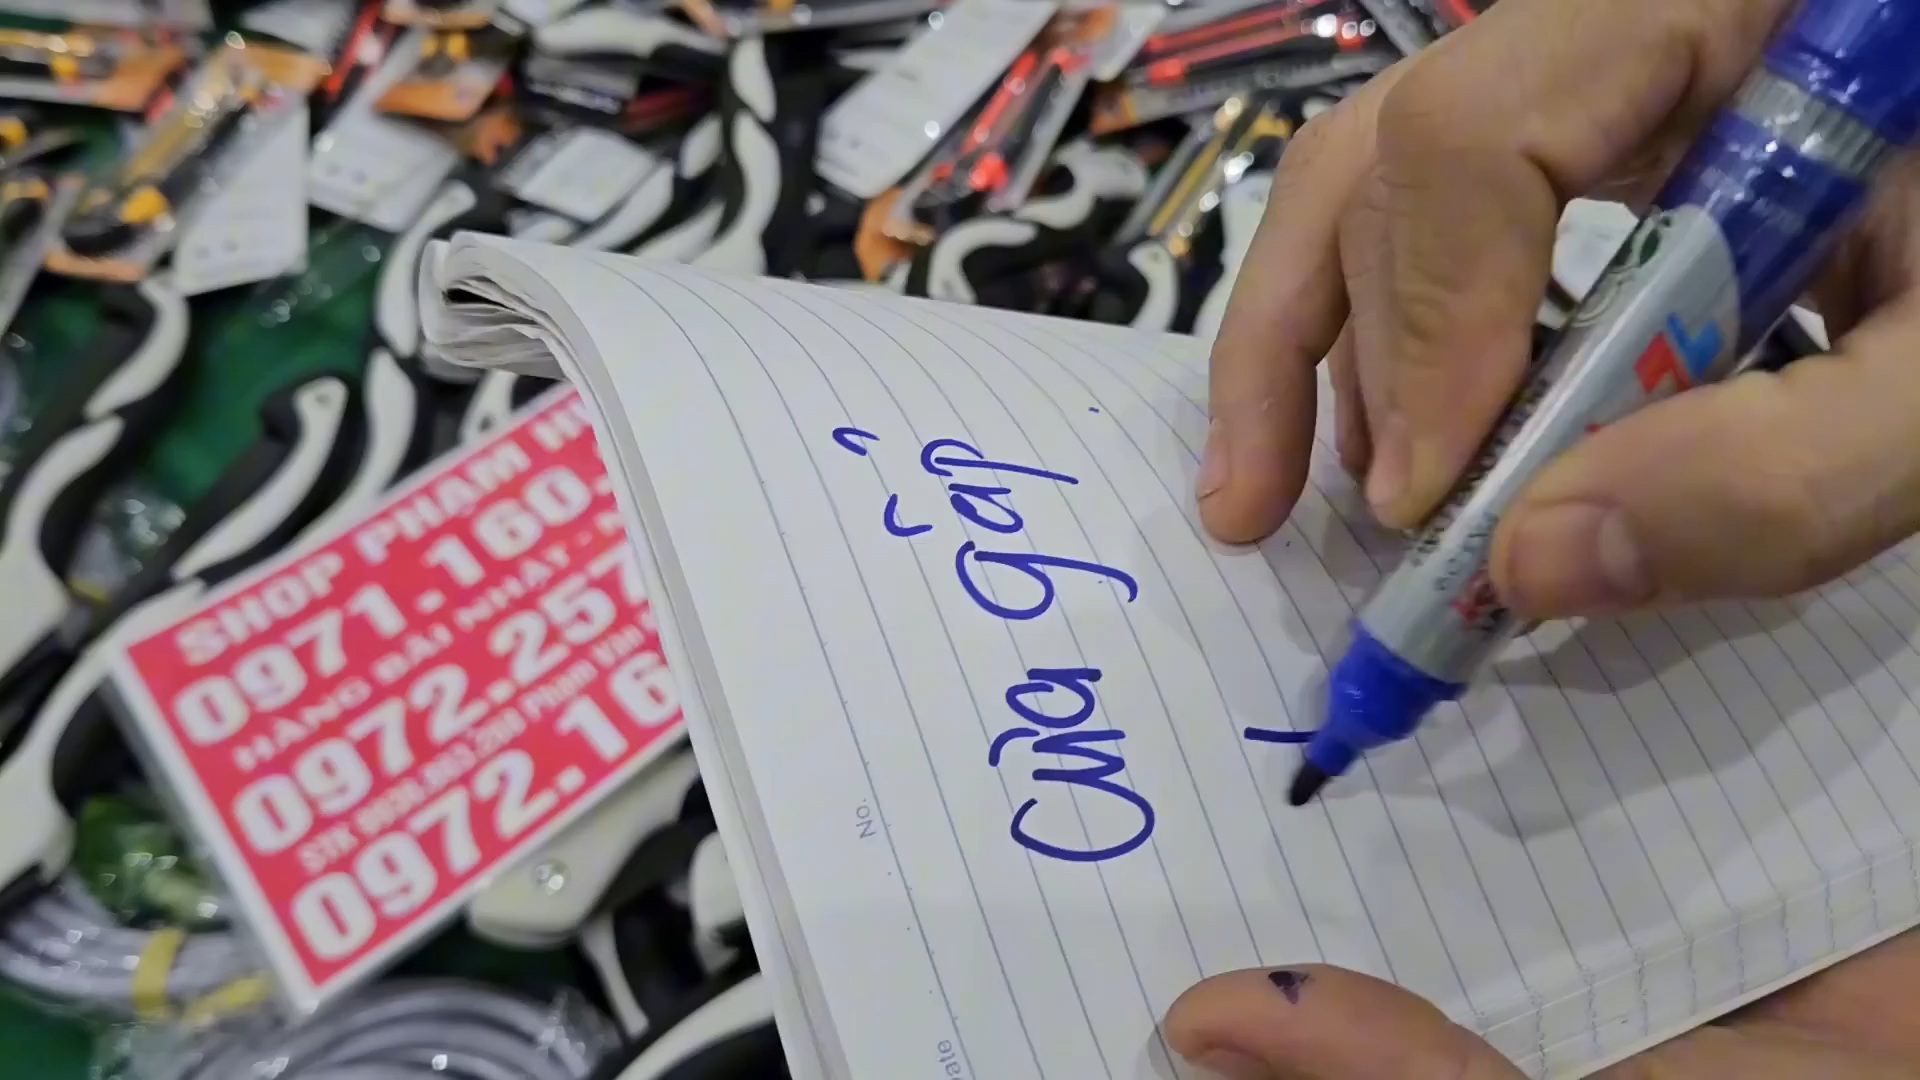 Cưa gấp
No.
SHOP PHẠM H
0971.160.
HÀNG BÃI NHẬT - N
0972.257
0972.16